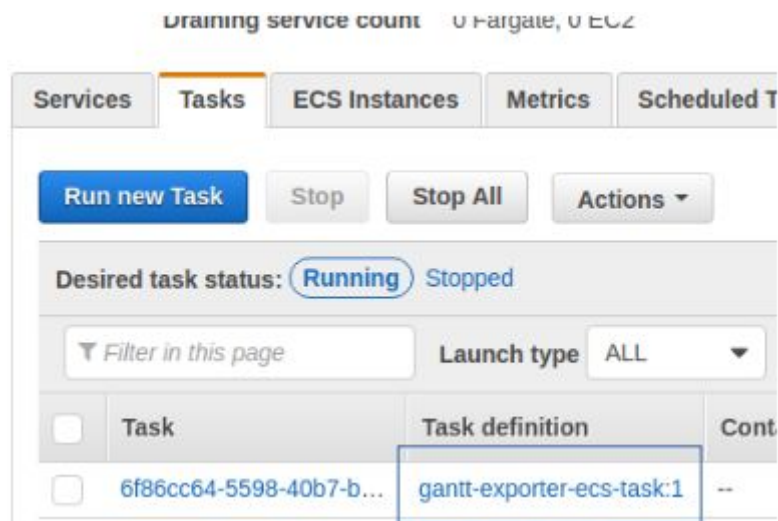 Draining service count 0 Fargate, 0 EC2
Services Tasks ECS Instances Metrics Scheduled T
Run new Task Stop Stop All Actions
Desired task status: Running Stopped
Filter in this page Launch type ALL
Task Task definition Cont
6f86cc64-5598-40b7-b... gantt-exporter-ecs-task:1 --